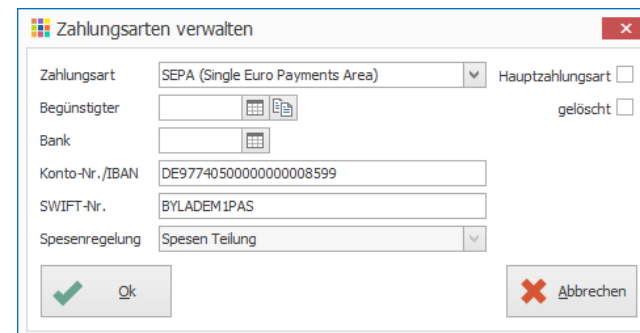 Zahlungsarten verwalten
Zahlungsart SEPA (Single Euro Payments Area) Hauptzahlungsart
Begünstigter gelöscht
Bank
Konto-Nr./IBAN DE97740500000000008599
SWIFT-Nr. BYLADEM1PAS
Spesenregelung Spesen Teilung
Ok Abbrechen